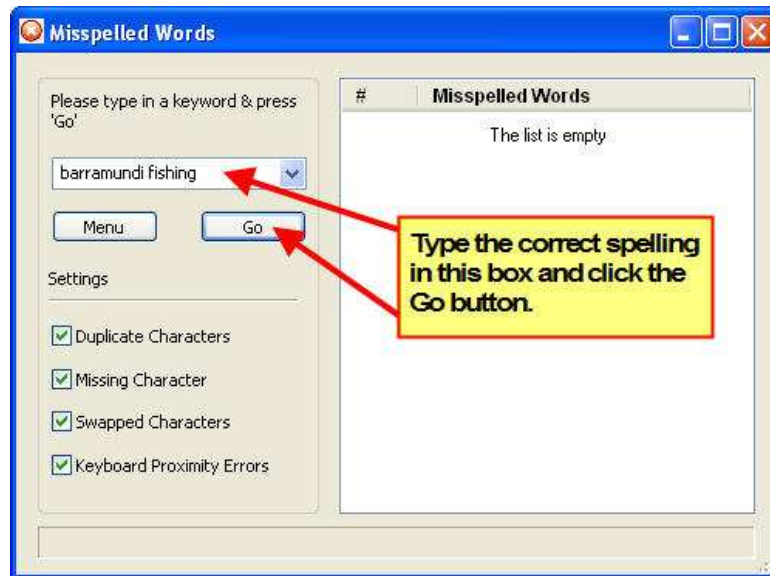 Misspelled Words
Please type in a keyword & press
'Go'
barramundi fishing
Menu
Go
Settings
Duplicate Characters
Missing Character
Swapped Characters
Keyboard Proximity Errors
# Misspelled Words
The list is empty
Type the correct spelling
in this box and click the
Go button.